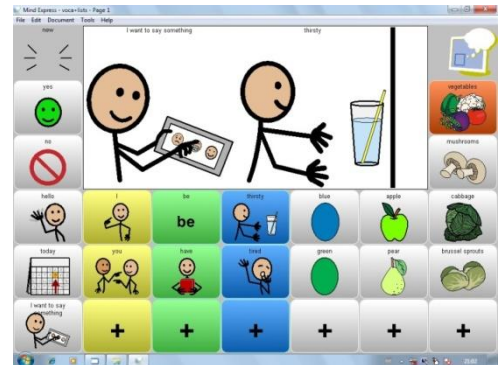 Mind Express - voca+lists - Page 1
File Edit Document Tools Help
now
I want to say something
thirsty
yes
vegetables
no
mushrooms
hello
I
be
thirsty
blue
apple
cabbage
be
today
you
have
tired
green
pear
brussel sprouts
I want to say
something
+
+
+
+
+
+